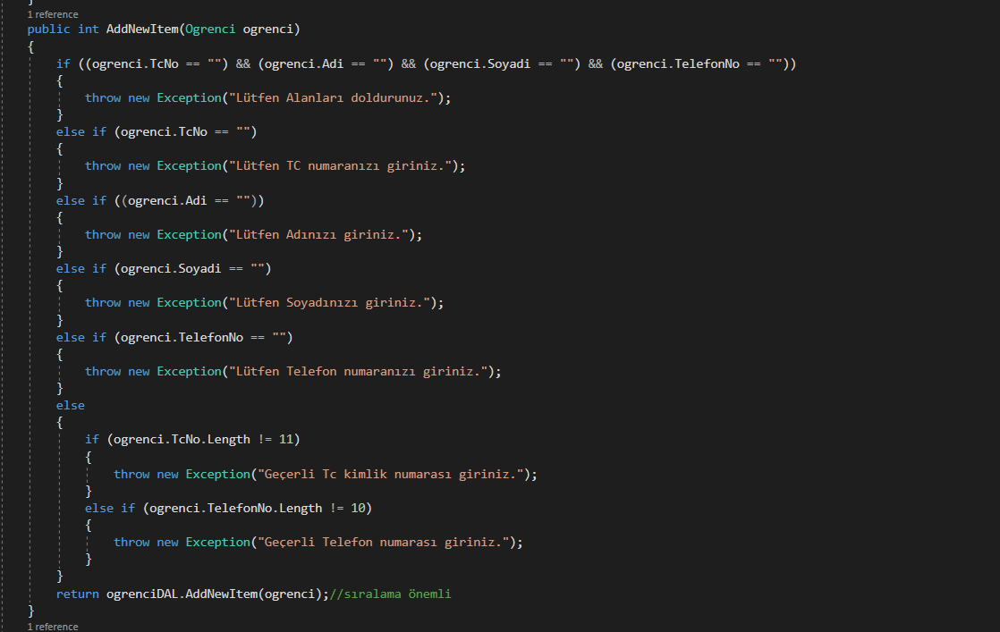 }
1 reference
public int AddNewItem(Ogrenci ogrenci)
{
if ((ogrenci.TcNo == "") && (ogrenci.Adi == "") && (ogrenci.Soyadi == "") && (ogrenci.TelefonNo == ""))
{
throw new Exception("Lütfen Alanları doldurunuz.");
}
else if (ogrenci.TcNo == "")
{
throw new Exception("Lütfen TC numaranızı giriniz.");
}
else if ((ogrenci.Adi == ""))
{
throw new Exception("Lütfen Adınızı giriniz.");
}
else if (ogrenci.Soyadi == "")
{
throw new Exception("Lütfen Soyadınızı giriniz.");
}
else if (ogrenci.TelefonNo == "")
{
throw new Exception("Lütfen Telefon numaranızı giriniz.");
}
else
{
if (ogrenci.TcNo.Length != 11)
{
throw new Exception("Geçerli Tc kimlik numarası giriniz.");
}
else if (ogrenci.TelefonNo.Length != 10)
{
throw new Exception("Geçerli Telefon numarası giriniz.");
}
}
return ogrenciDAL.AddNewItem(ogrenci);//sıralama önemli
}
1 reference